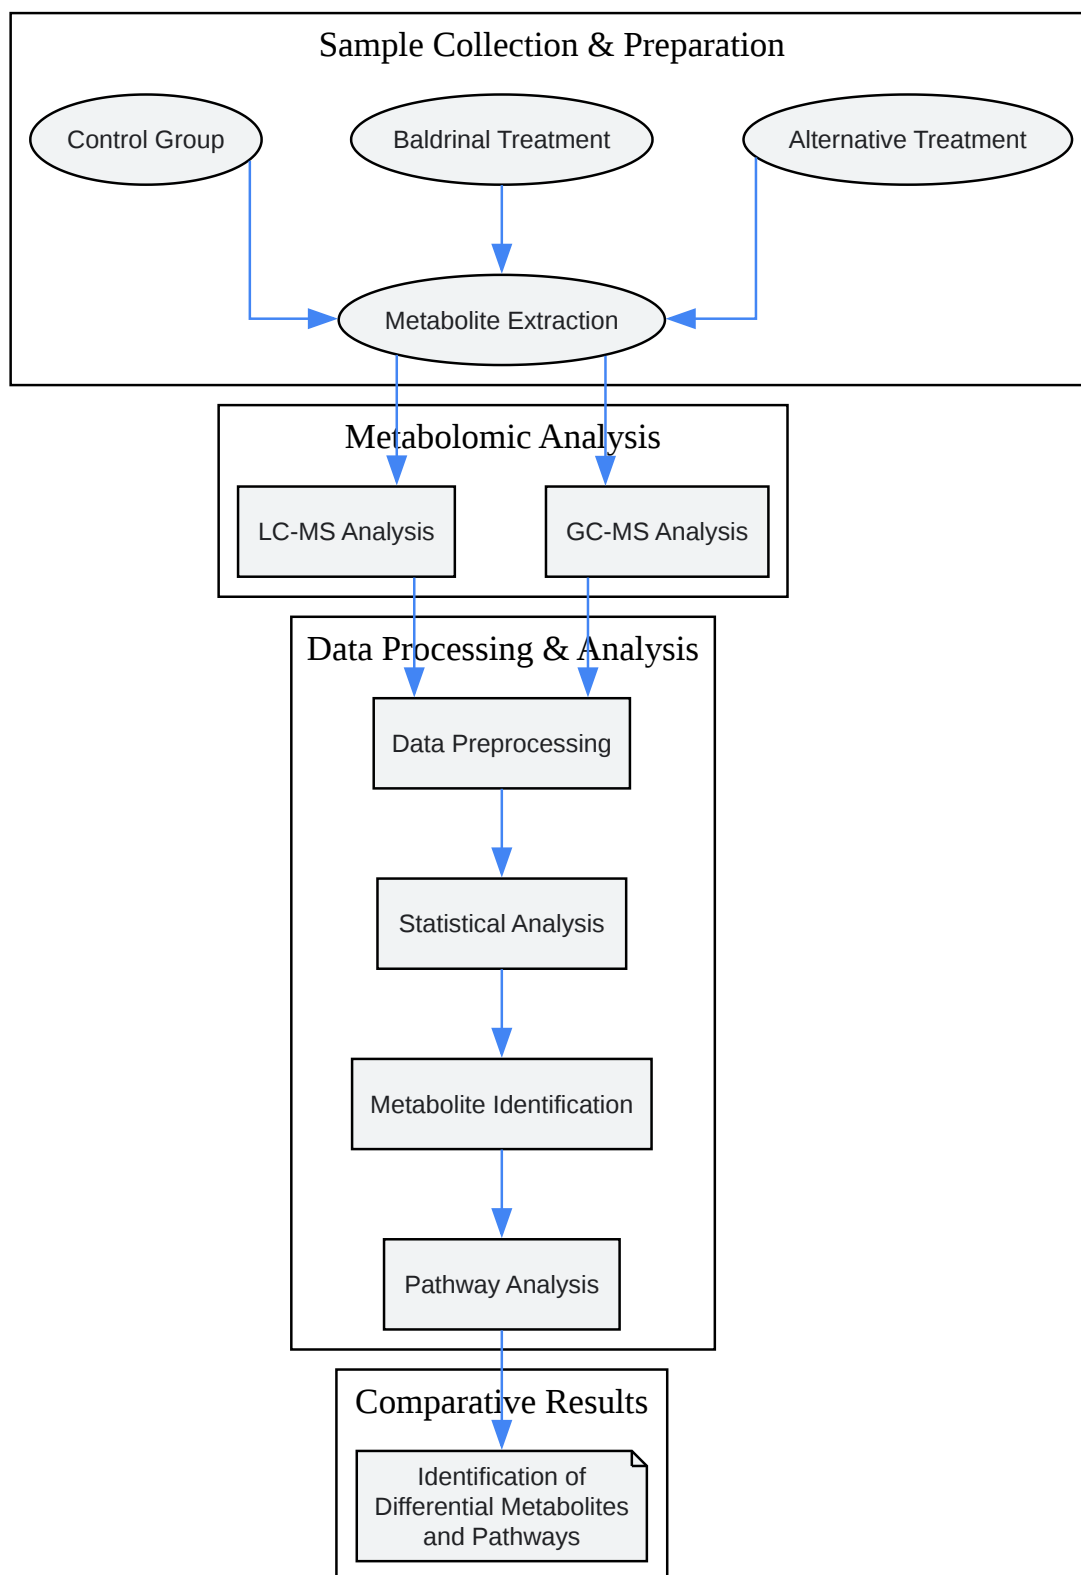 Sample Collection & Preparation
Control Group
Baldrinal Treatment
Alternative Treatment
Metabolite Extraction
Metabolomic Analysis
LC-MS Analysis
GC-MS Analysis
Data Processing & Analysis
Data Preprocessing
Statistical Analysis
Metabolite Identification
Pathway Analysis
Comparative Results
Identification of
Differential Metabolites
and Pathways